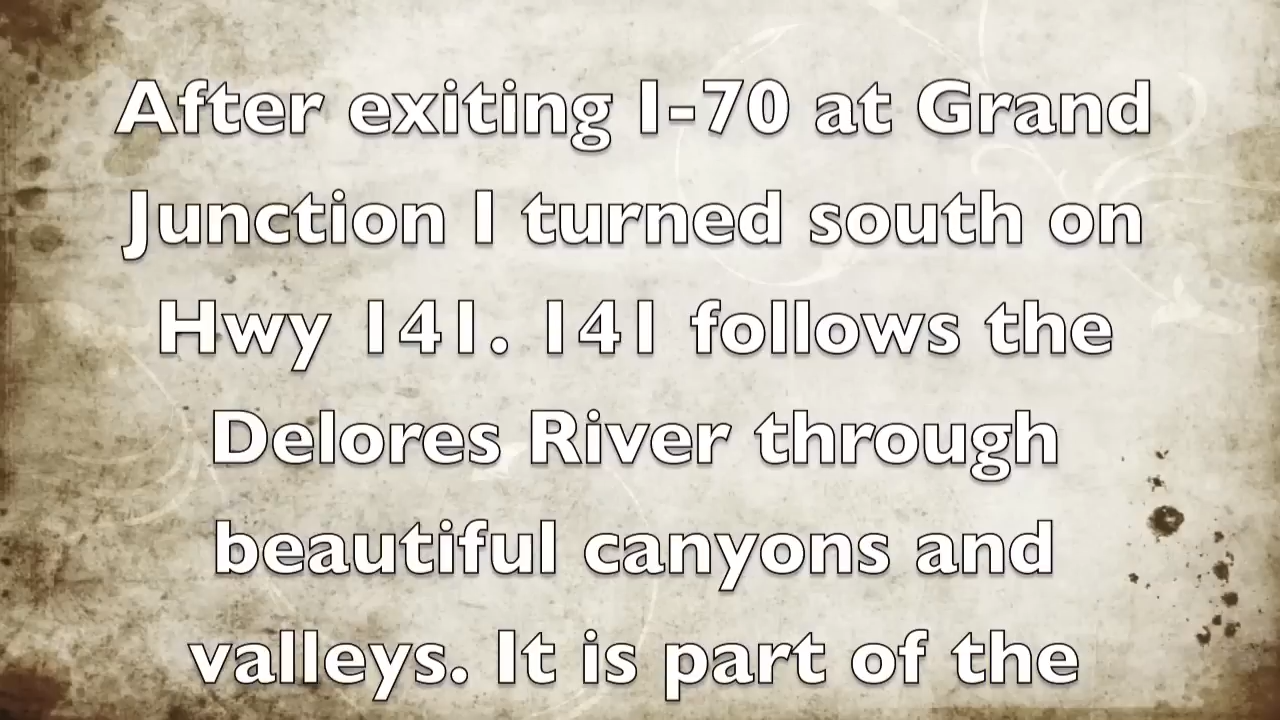 After exiting I-70 at Grand
Junction I turned south on
Hwy 141. 141 follows the
Delores River through
beautiful canyons and
valleys. It is part of the